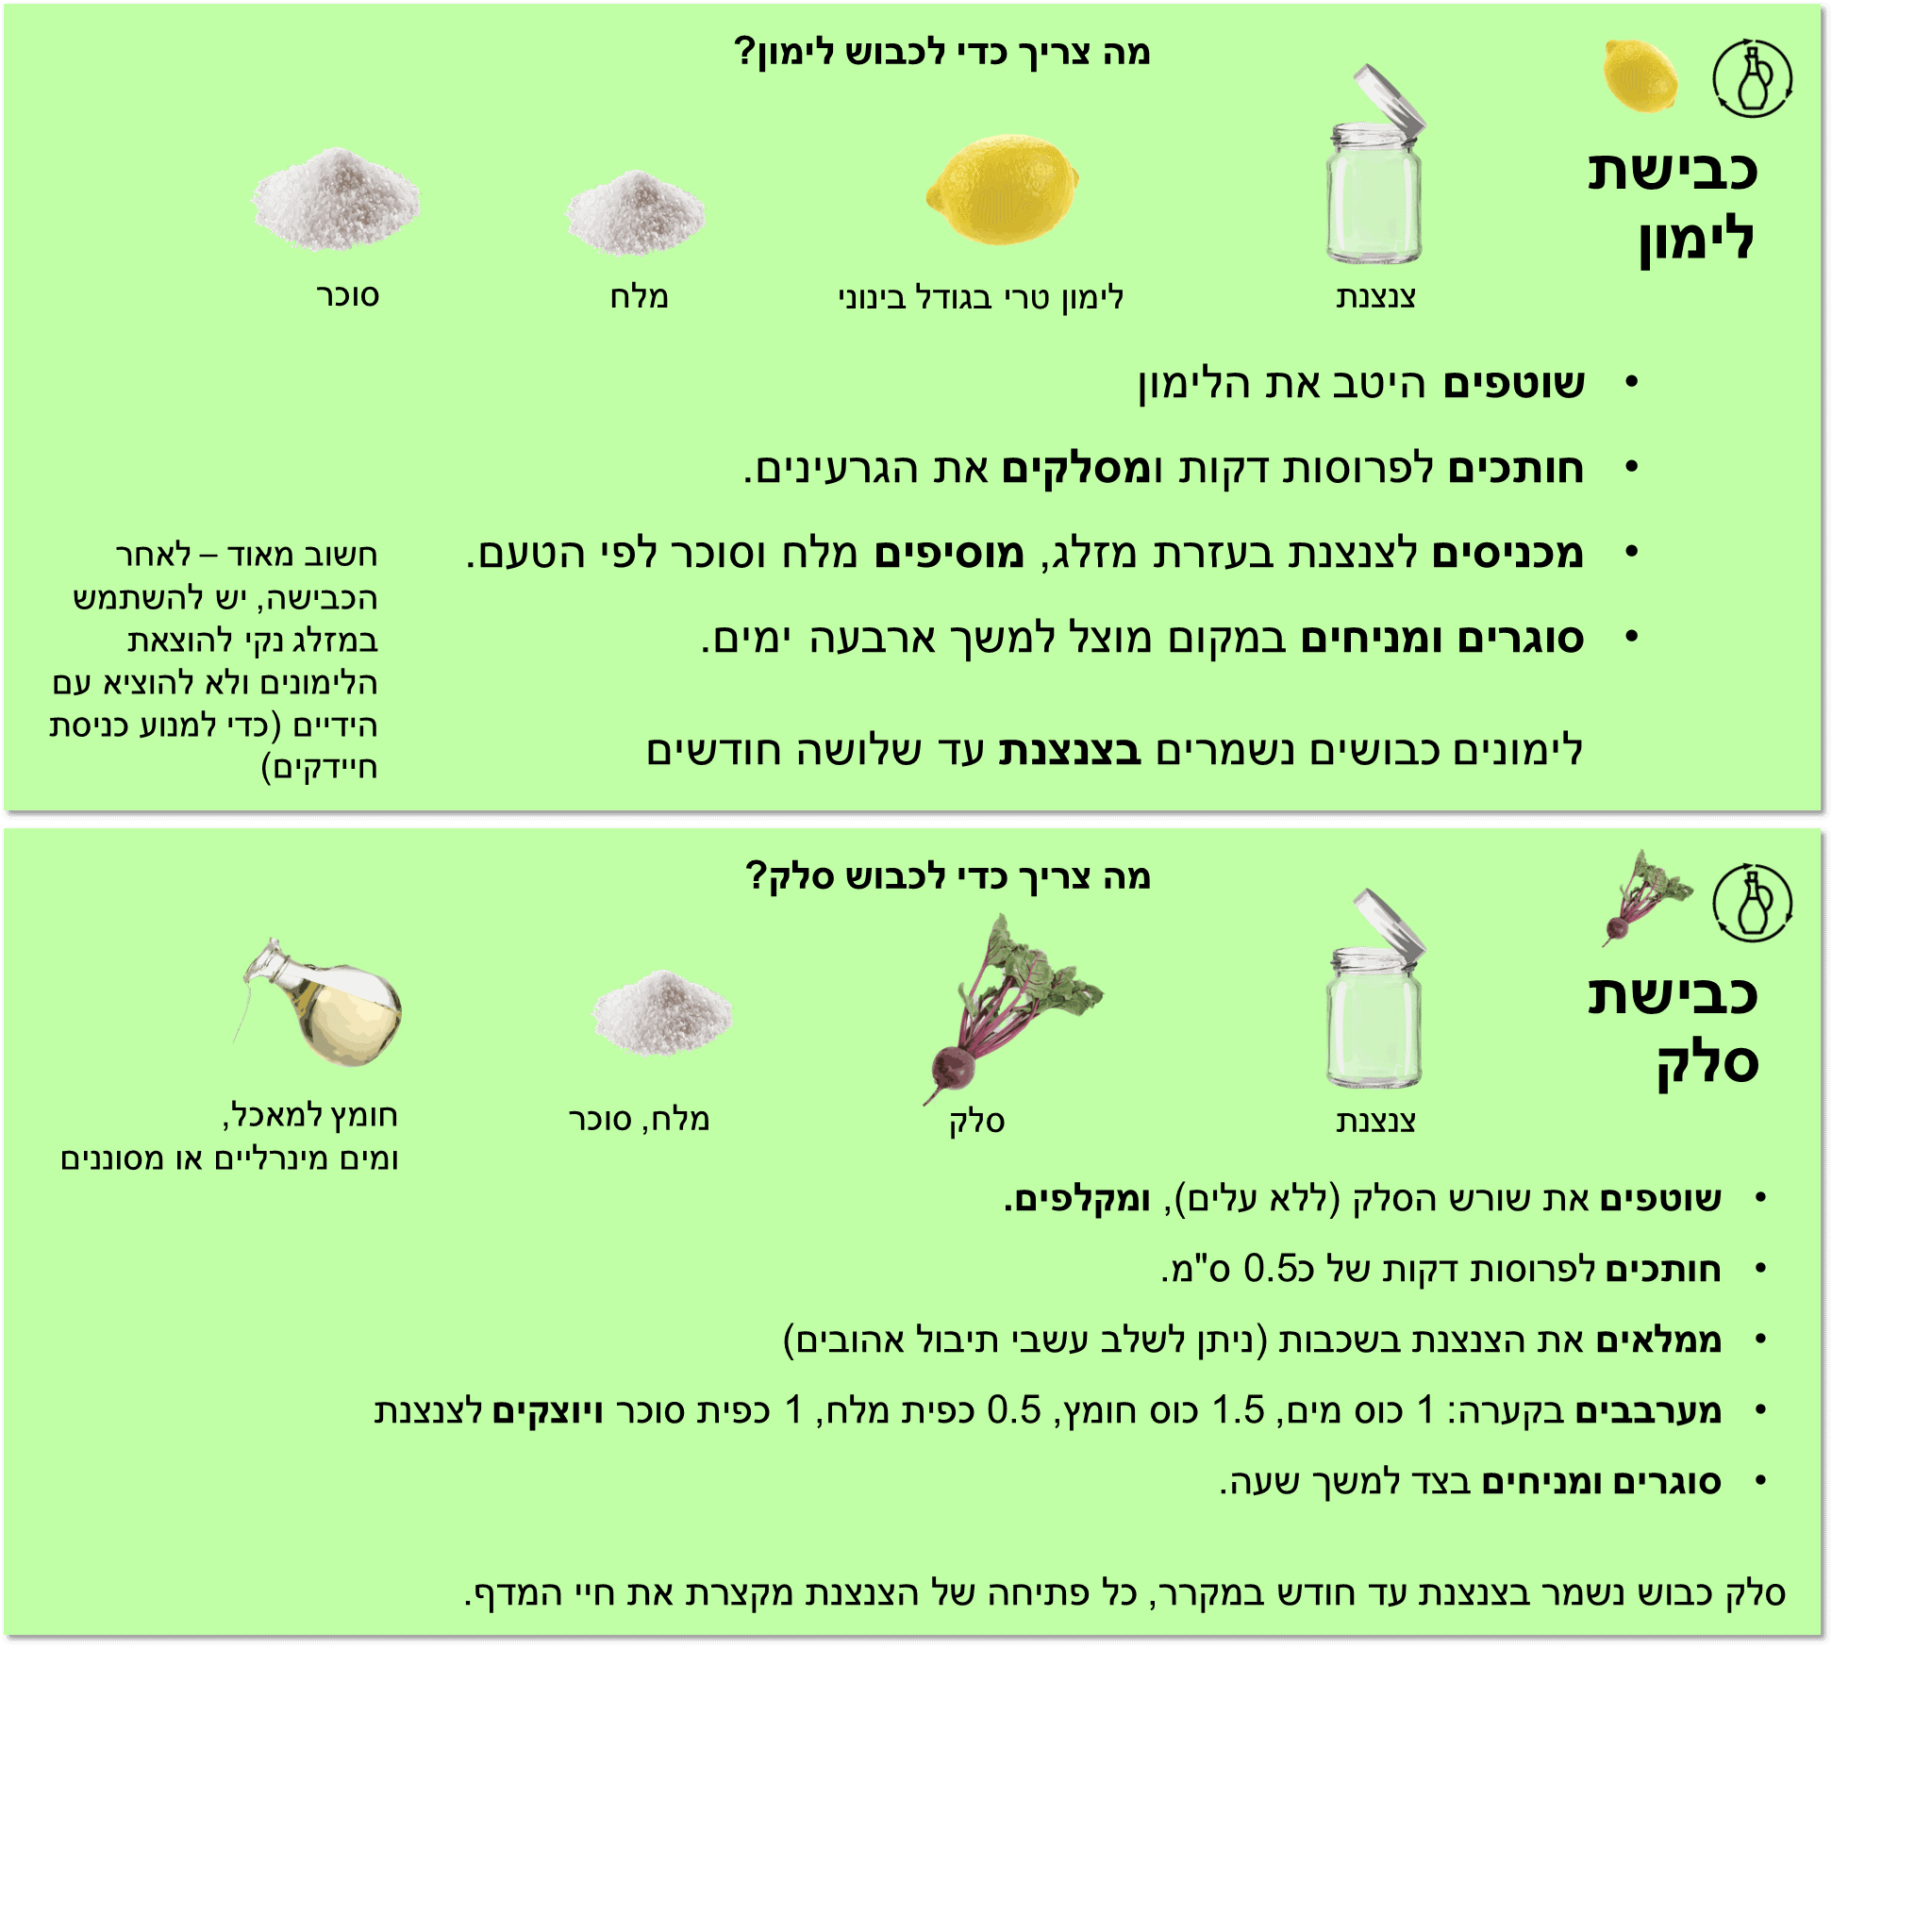 מה צריך כדי לכבוש לימון?
כבישת
לימון
צנצנת
לימון טרי בגודל בינוני
מלח
סוכר
• שוטפים היטב את הלימון
• חותכים לפרוסות דקות ומסלקים את הגרעינים.
• מכניסים לצנצנת בעזרת מזלג, מוסיפים מלח וסוכר לפי הטעם.
• סוגרים ומניחים במקום מוצל למשך ארבעה ימים.
לימונים כבושים נשמרים בצנצנת עד שלושה חודשים
חשוב מאוד – לאחר
הכבישה, יש להשתמש
במזלג נקי להוצאת
הלימונים ולא להוציא עם
הידיים (כדי למנוע כניסת
חיידקים)
מה צריך כדי לכבוש סלק?
כבישת
סלק
צנצנת
סלק
מלח, סוכר
חומץ למאכל,
ומים מינרליים או מסוננים
• שוטפים את שורש הסלק (ללא עלים), ומקלפים.
• חותכים לפרוסות דקות של כ0.5 ס"מ.
• ממלאים את הצנצנת בשכבות (ניתן לשלב עשבי תיבול אהובים)
• מערבבים בקערה: 1 כוס מים, 1.5 כוס חומץ, 0.5 כפית מלח, 1 כפית סוכר ויוצקים לצנצנת
• סוגרים ומניחים בצד למשך שעה.
סלק כבוש נשמר בצנצנת עד חודש במקרר, כל פתיחה של הצנצנת מקצרת את חיי המדף.